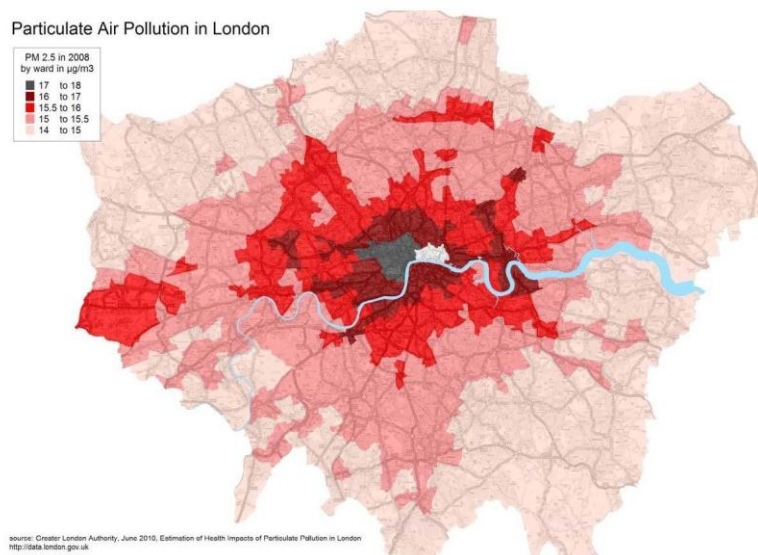 Particulate Air Pollution in London
PM 2.5 in 2008
by ward in µg/m3
17 to 18
16 to 17
15.5 to 16
15 to 15.5
14 to 15
source: Greater London Authority, June 2010, Estimation of Health Impacts of Particulate Pollution in London
http://data.london.gov.uk